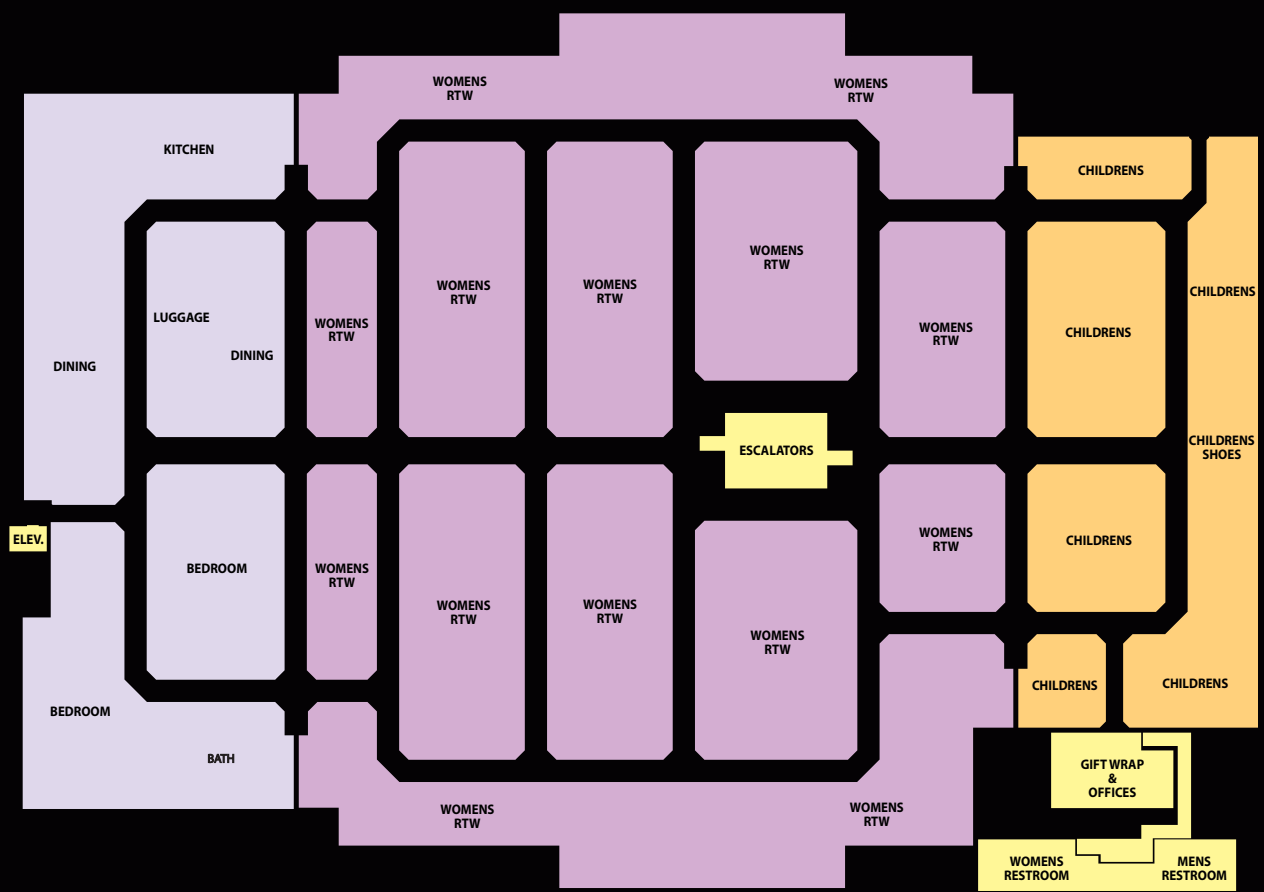 WOMENS
RTW
WOMENS
RTW
KITCHEN
CHILDRENS
WOMENS
RTW
WOMENS
RTW
WOMENS
RTW
CHILDRENS
LUGGAGE
WOMENS
RTW
WOMENS
RTW
CHILDRENS
DINING
DINING
CHILDRENS
SHOES
ESCALATORS
ELEV.
WOMENS
RTW
CHILDRENS
BEDROOM
WOMENS
RTW
WOMENS
RTW
WOMENS
RTW
WOMENS
RTW
CHILDRENS
CHILDRENS
BEDROOM
BATH
GIFT WRAP
&
OFFICES
WOMENS
RTW
WOMENS
RTW
WOMENS
RESTROOM
MENS
RESTROOM